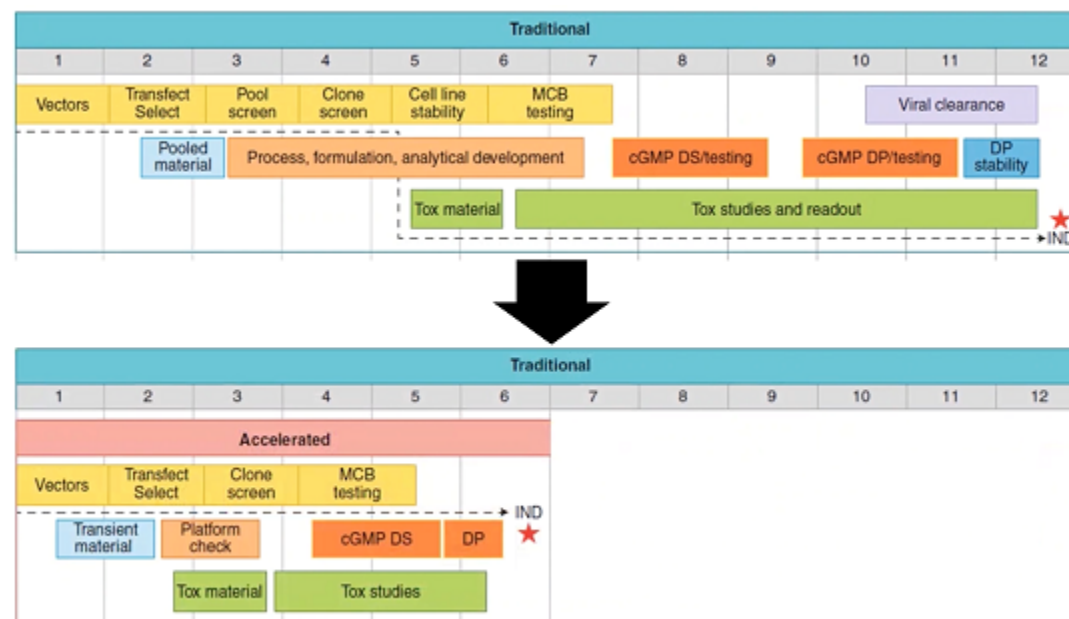 Traditional
1 2 3 4 5 6 7 8 9 10 11 12
Vectors
Transfect
Select
Pool
screen
Clone
screen
Cell line
stability
MCB
testing
Viral clearance
Pooled
material
Process, formulation, analytical development
cGMP DS/testing
cGMP DP/testing
DP
stability
Tox material
Tox studies and readout
IND
Traditional
1 2 3 4 5 6 7 8 9 10 11 12
Accelerated
Vectors
Transfect
Select
Clone
screen
MCB
testing
IND
Transient
material
Platform
check
cGMP DS
DP
Tox material
Tox studies